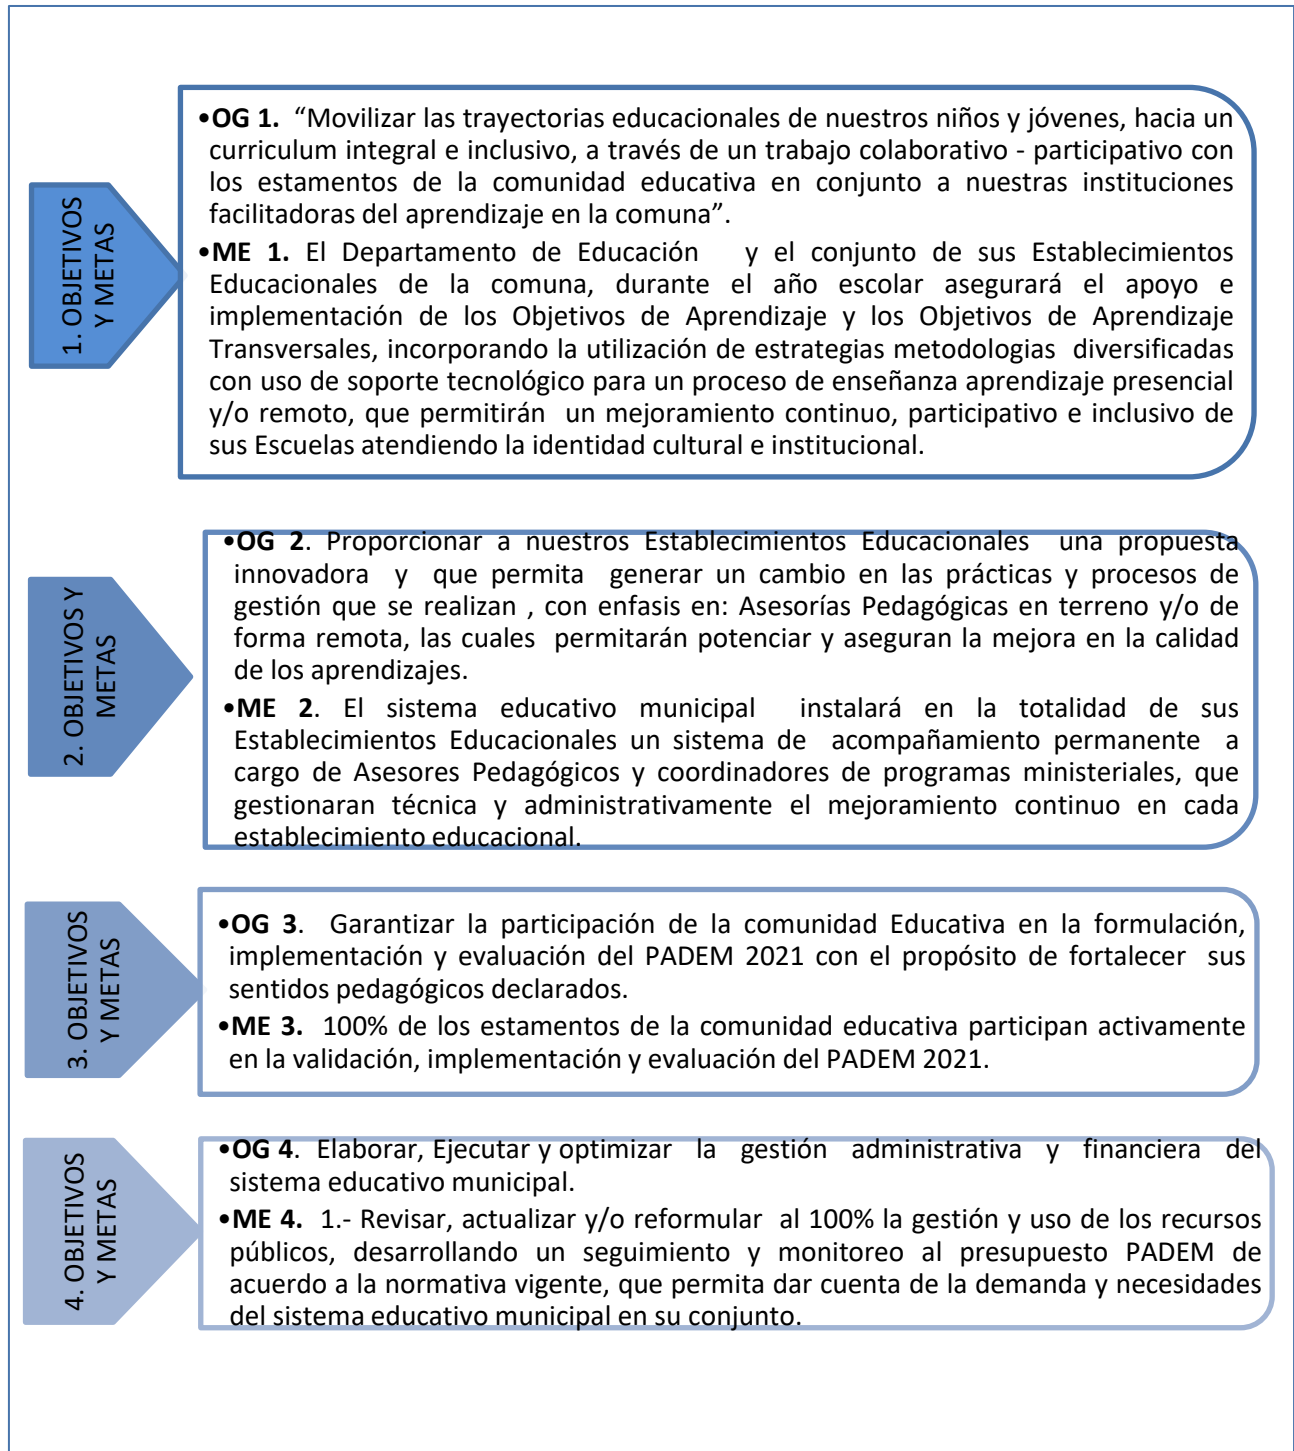 1. OBJETIVOS
Y METAS
•OG 1. “Movilizar las trayectorias educacionales de nuestros niños y jóvenes, hacia un
curriculum integral e inclusivo, a través de un trabajo colaborativo - participativo con
los estamentos de la comunidad educativa en conjunto a nuestras instituciones
facilitadoras del aprendizaje en la comuna”.
•ME 1. El Departamento de Educación y el conjunto de sus Establecimientos
Educacionales de la comuna, durante el año escolar asegurará el apoyo e
implementación de los Objetivos de Aprendizaje y los Objetivos de Aprendizaje
Transversales, incorporando la utilización de estrategias metodologias diversificadas
con uso de soporte tecnológico para un proceso de enseñanza aprendizaje presencial
y/o remoto, que permitirán un mejoramiento continuo, participativo e inclusivo de
sus Escuelas atendiendo la identidad cultural e institucional.
2. OBJETIVOS Y
METAS
•OG 2. Proporcionar a nuestros Establecimientos Educacionales una propuesta
innovadora y que permita generar un cambio en las prácticas y procesos de
gestión que se realizan , con enfasis en: Asesorías Pedagógicas en terreno y/o de
forma remota, las cuales permitarán potenciar y aseguran la mejora en la calidad
de los aprendizajes.
•ME 2. El sistema educativo municipal instalará en la totalidad de sus
Establecimientos Educacionales un sistema de acompañamiento permanente a
cargo de Asesores Pedagógicos y coordinadores de programas ministeriales, que
gestionaran técnica y administrativamente el mejoramiento continuo en cada
establecimiento educacional.
3. OBJETIVOS
Y METAS
•OG 3. Garantizar la participación de la comunidad Educativa en la formulación,
implementación y evaluación del PADEM 2021 con el propósito de fortalecer sus
sentidos pedagógicos declarados.
•ME 3. 100% de los estamentos de la comunidad educativa participan activamente
en la validación, implementación y evaluación del PADEM 2021.
4. OBJETIVOS
Y METAS
•OG 4. Elaborar, Ejecutar y optimizar la gestión administrativa y financiera del
sistema educativo municipal.
•ME 4. 1.- Revisar, actualizar y/o reformular al 100% la gestión y uso de los recursos
públicos, desarrollando un seguimiento y monitoreo al presupuesto PADEM de
acuerdo a la normativa vigente, que permita dar cuenta de la demanda y necesidades
del sistema educativo municipal en su conjunto.